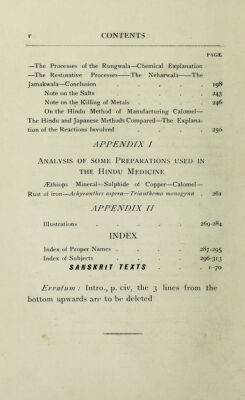 v CONTENTS
PAGE
—The Processes of the Rungwala—Chemical Explanation
—The Restorative Processes——The Neharwala——The
Jamakwala—Conclusion . . . . 198
Note on the Salts . . . . 243
Note on the Killing of Metals . . . 246
On the Hindu Method of Manufacturing Calomel—
The Hindu and Japanese Methods Compared—The Explana-
tion of the Reactions Involved . . . 250
APPENDIX I
ANALYSIS OF SOME PREPARATIONS USED IN
THE HINDU MEDICINE
Æthiops Mineral—Sulphide of Copper—Calomel—
Rust of iron—Achyranthes aspera—Trianthema monogyna . 262
APPENDIX II
Illustrations . . . . 269-284
INDEX
Index of Proper Names . . . . 287-295
Index of Subjects . . . . 296-313
SANSKRIT TEXTS . . . 1-70
Erratum : Intro., p. civ, the 3 lines from the
bottom upwards are to be deleted